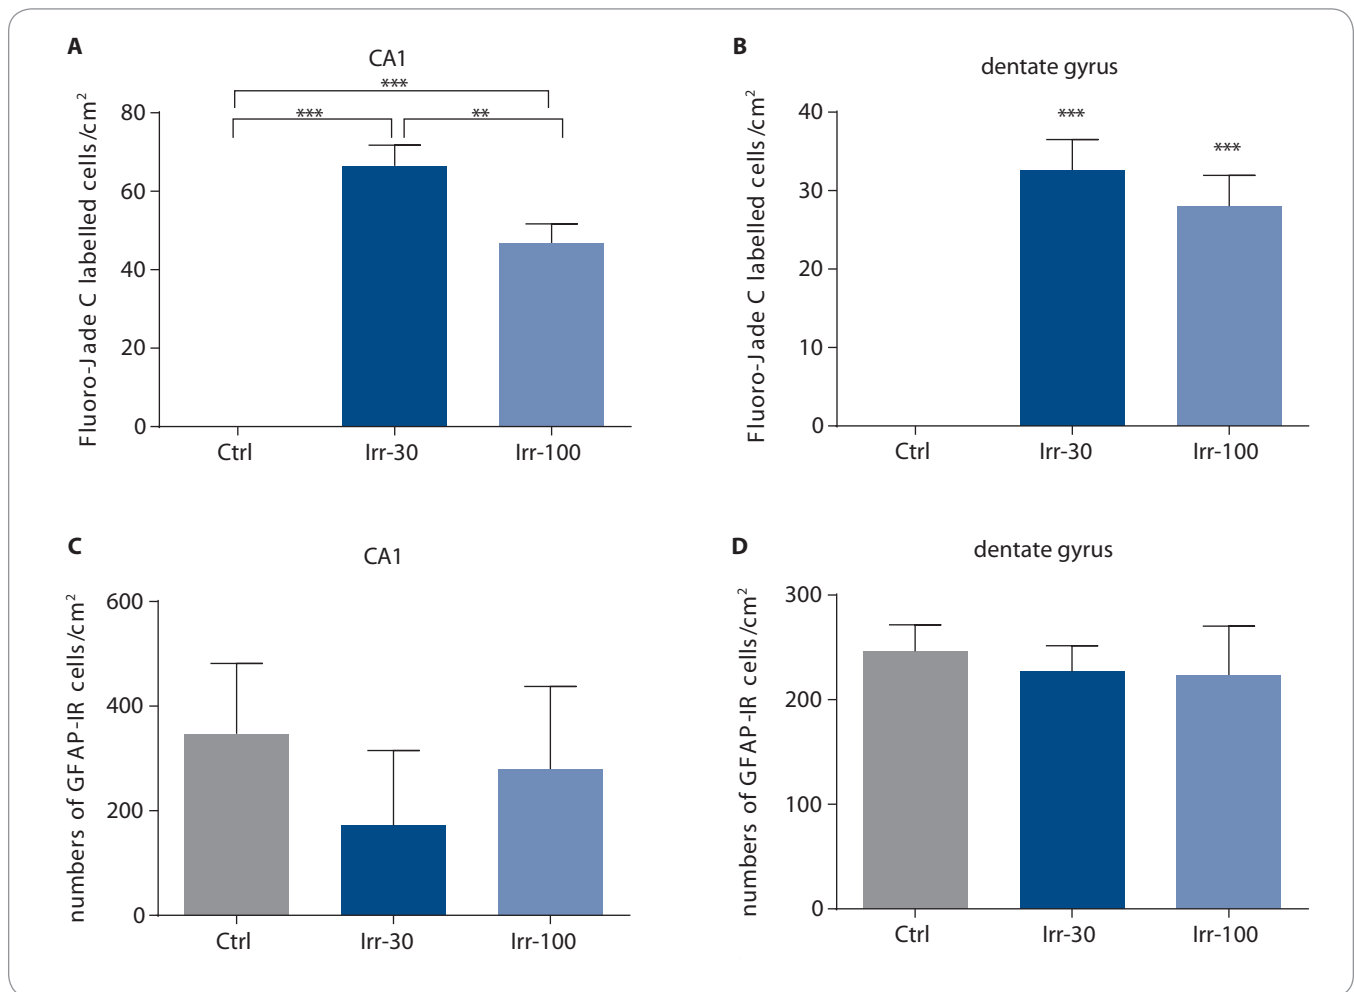 A
CA1
Fluoro-Jade C labelled cells/cm²
80
60
40
20
0
***
***
**
Ctrl
Irr-30
Irr-100
B
dentate gyrus
Fluoro-Jade C labelled cells/cm²
40
30
20
10
0
***
***
Ctrl
Irr-30
Irr-100
C
CA1
numbers of GFAP-IR cells/cm²
600
400
200
0
Ctrl
Irr-30
Irr-100
D
dentate gyrus
numbers of GFAP-IR cells/cm²
300
200
100
0
Ctrl
Irr-30
Irr-100